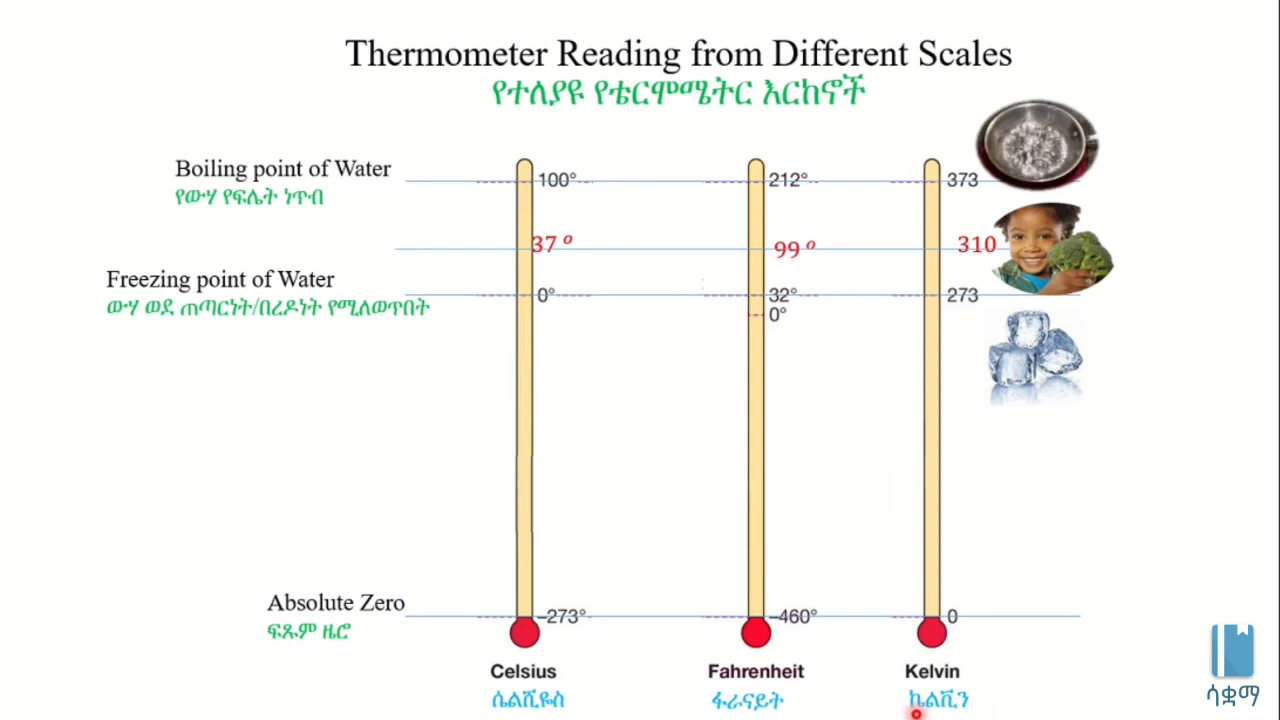 Thermometer Reading from Different Scales
የተለያዩ የቴርሞሜትር እርከኖች
Boiling point of Water
የውሃ የፍሌት ነጥብ
100°
212°
373
37 o
99 o
310
Freezing point of Water
ውሃ ወደ ጠጣርነት/በረዶነት የሚለወጥበት
0°
32°
273
0°
Absolute Zero
ፍጹም ዜሮ
-273°
-460°
0
Celsius
Fahrenheit
Kelvin
ሴልሺዬስ
ፋራናይት
ኬልቪን
ሳቋማ